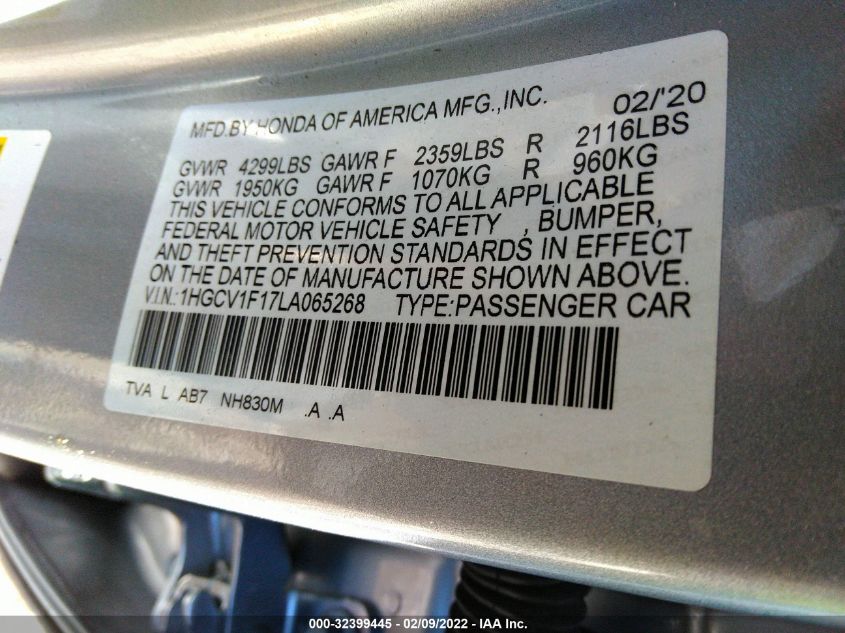 MFD.BY HONDA OF AMERICA MFG.,INC. 02/'20
GVWR 4299LBS GAWR F 2359LBS R 2116LBS
GVWR 1950KG GAWR F 1070KG R 960KG
THIS VEHICLE CONFORMS TO ALL APPLICABLE
FEDERAL MOTOR VEHICLE SAFETY , BUMPER,
AND THEFT PREVENTION STANDARDS IN EFFECT
ON THE DATE OF MANUFACTURE SHOWN ABOVE.
V.I.N.:1HGCV1F17LA065268 TYPE:PASSENGER CAR
TVA L AB7 NH830M .A .A
000-32399445 - 02/09/2022 - IAA Inc.